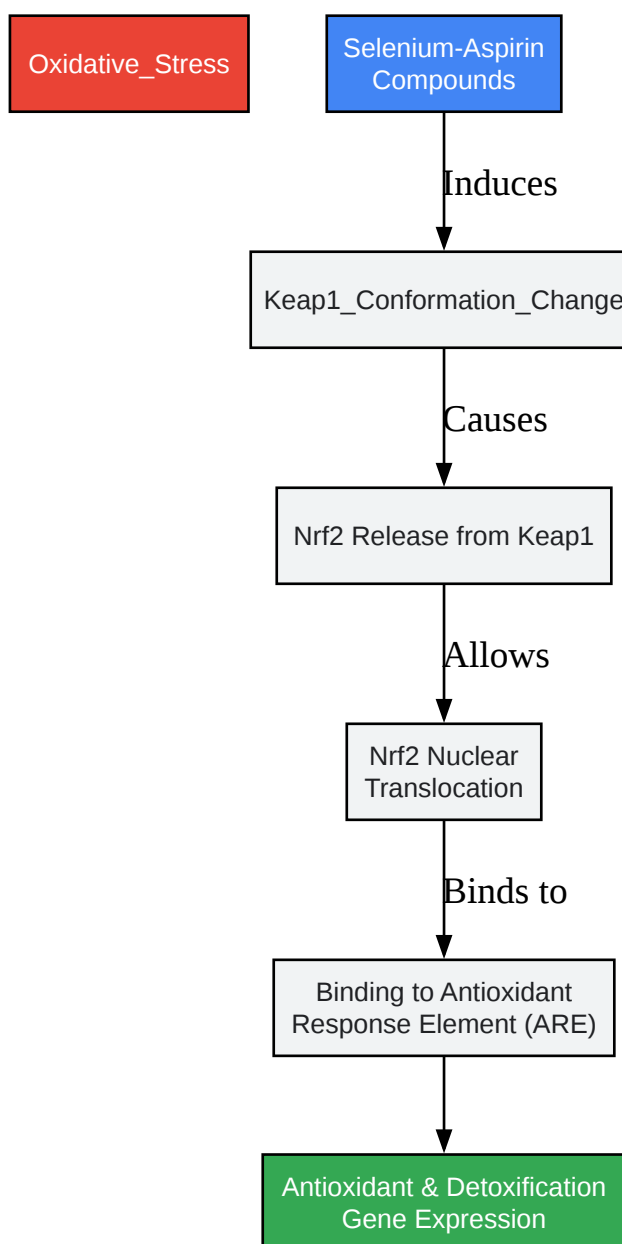 Oxidative_Stress
Selenium-Aspirin
Compounds
Induces
Keap1_Conformation_Change
Causes
Nrf2 Release from Keap1
Allows
Nrf2 Nuclear
Translocation
Binds to
Binding to Antioxidant
Response Element (ARE)
Antioxidant & Detoxification
Gene Expression